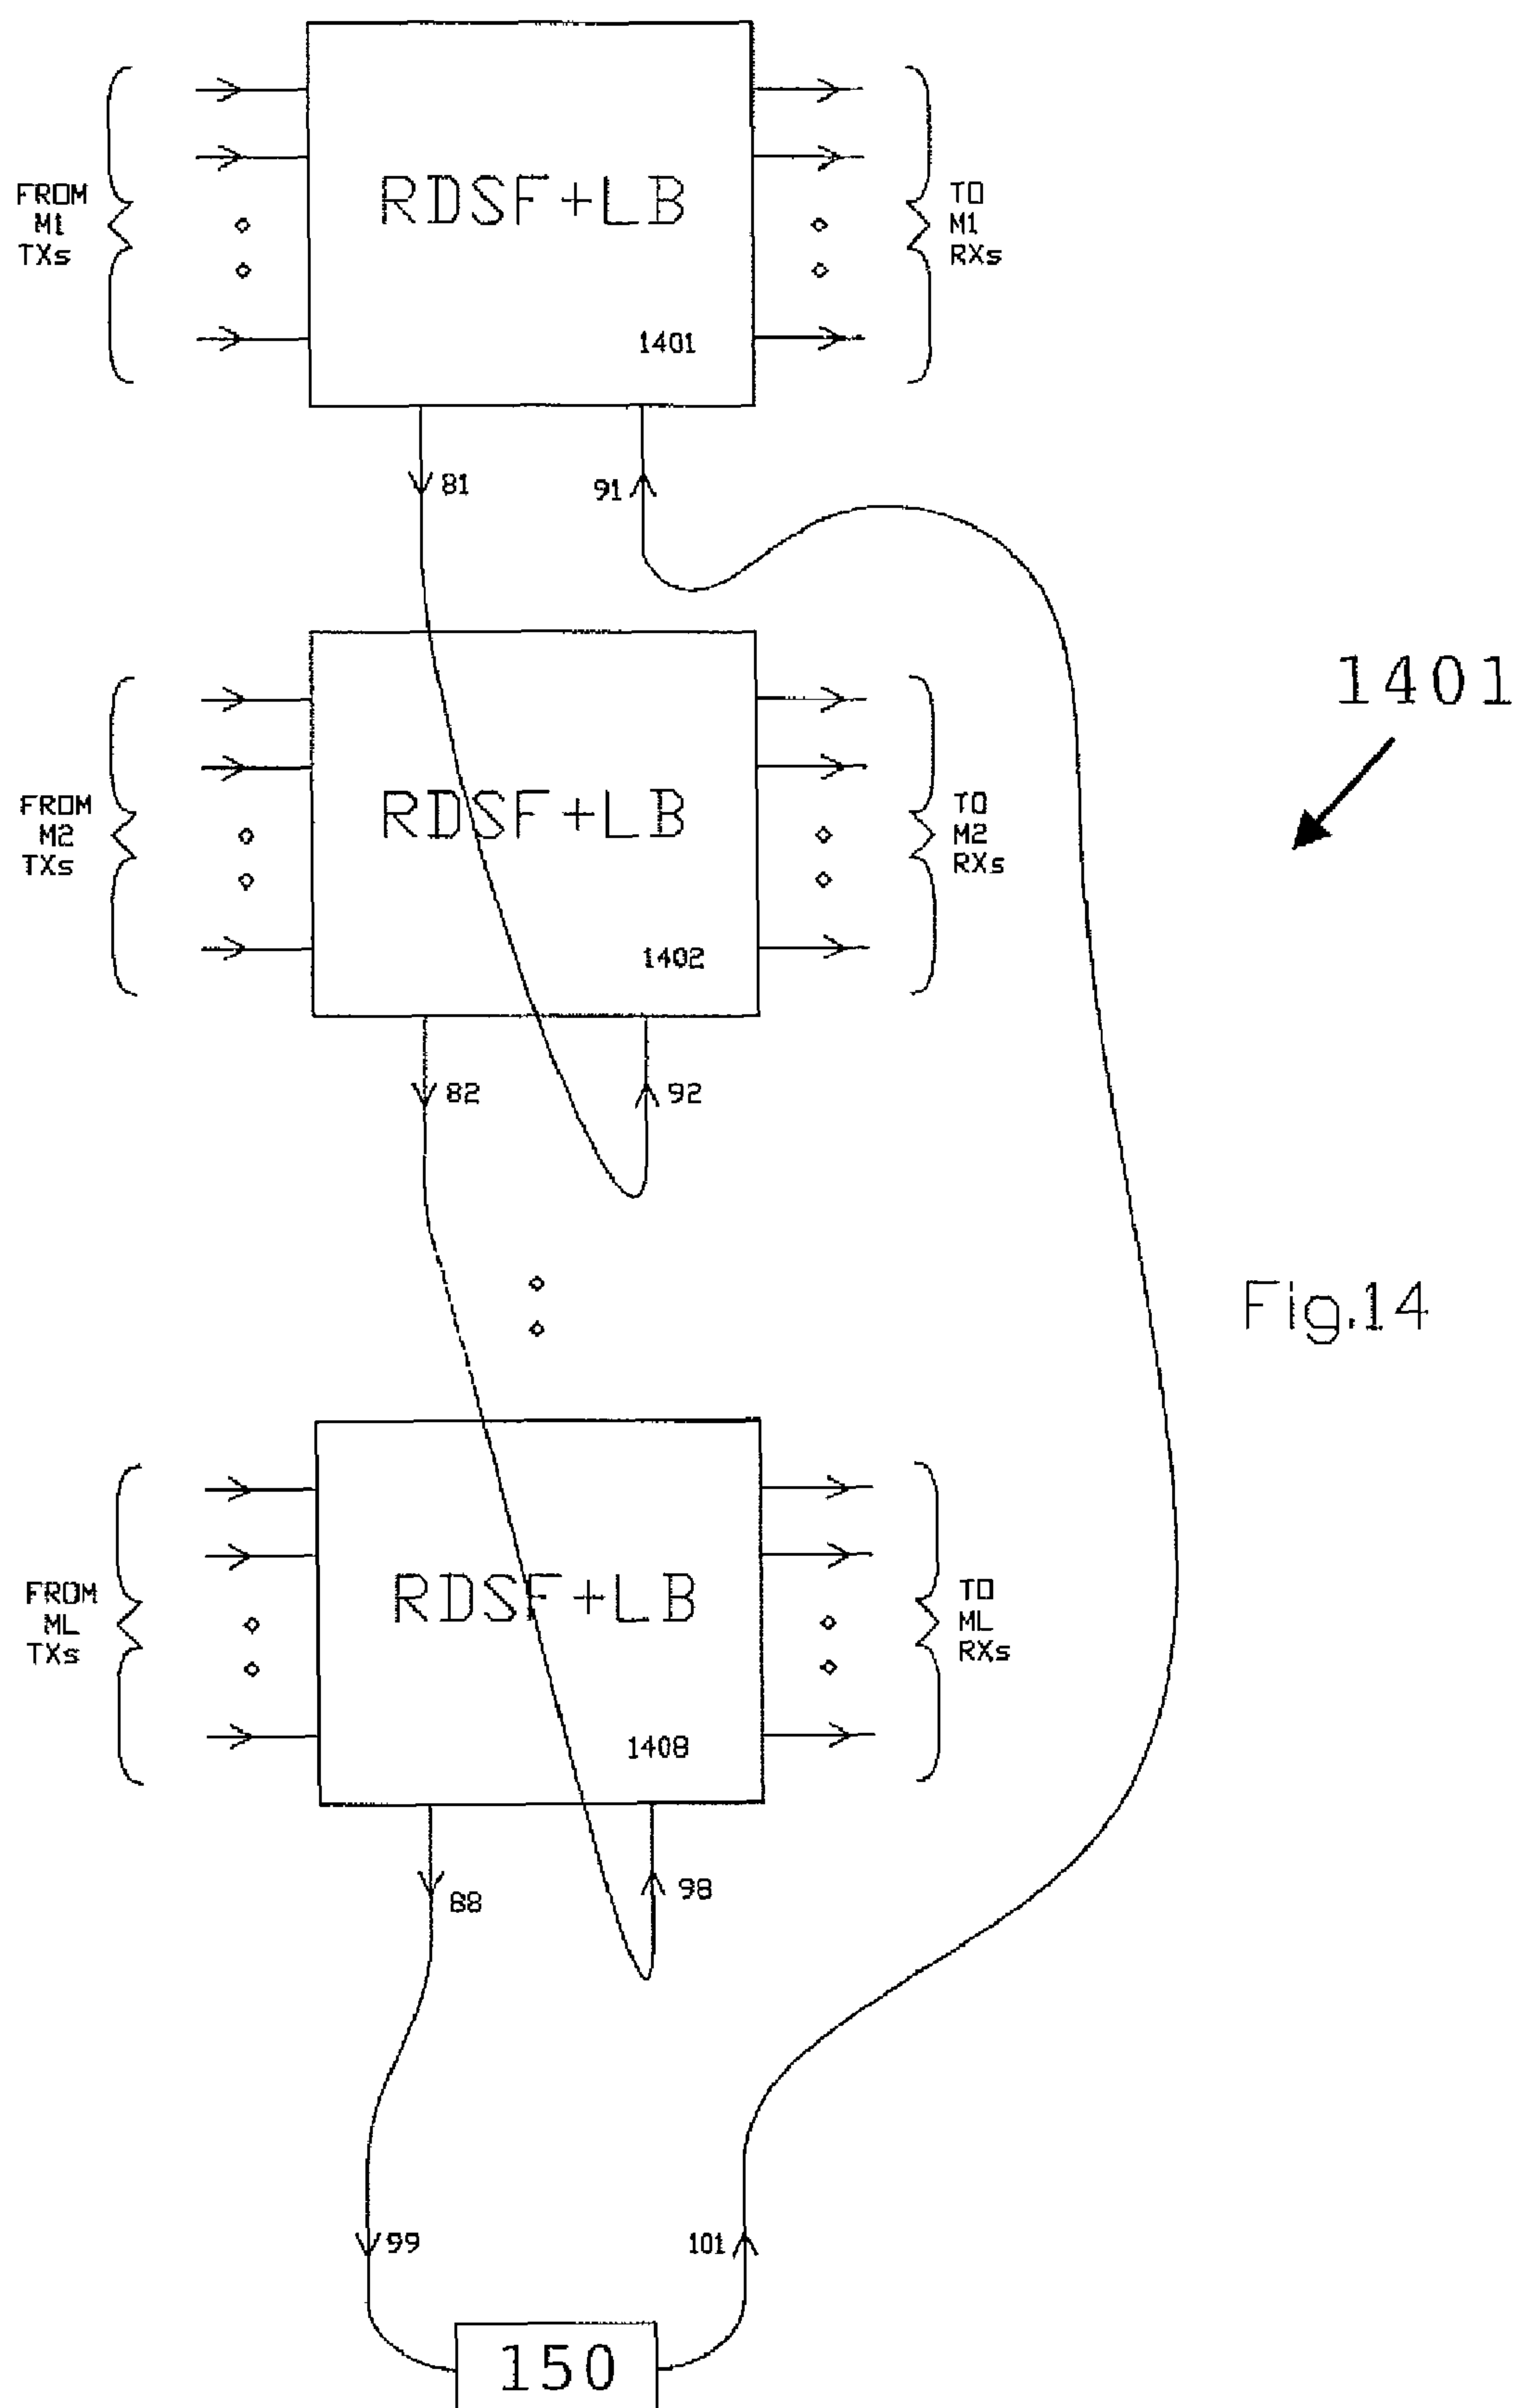 FROM
M1
TXs
RDSF+LB
TO
M1
RXs
1401
81
91
1401
FROM
M2
TXs
RDSF+LB
TO
M2
RXs
1402
82
92
Fig.14
FROM
ML
TXs
RDSF+LB
TO
ML
RXs
1408
88
98
99
101
150